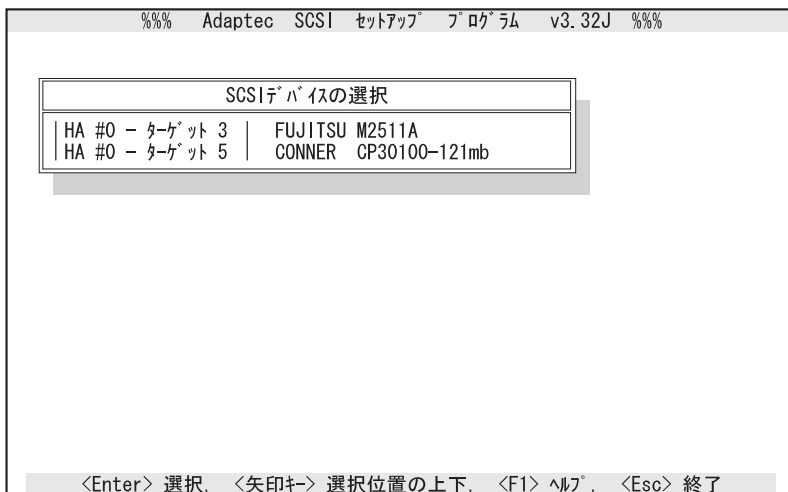 %%% Adaptec SCSI ｾｯﾄｱｯﾌﾟ ﾌﾟﾛｸﾞﾗﾑ v3.32J %%%
SCSIﾃﾞﾊﾞｲｽの選択
|HA #0 − ﾀｰｹﾞｯﾄ 3 | FUJITSU M2511A
|HA #0 − ﾀｰｹﾞｯﾄ 5 | CONNER CP30100−121mb
<Enter> 選択, <矢印ｷｰ> 選択位置の上下, <F1> ﾍﾙﾌﾟ, <Esc> 終了